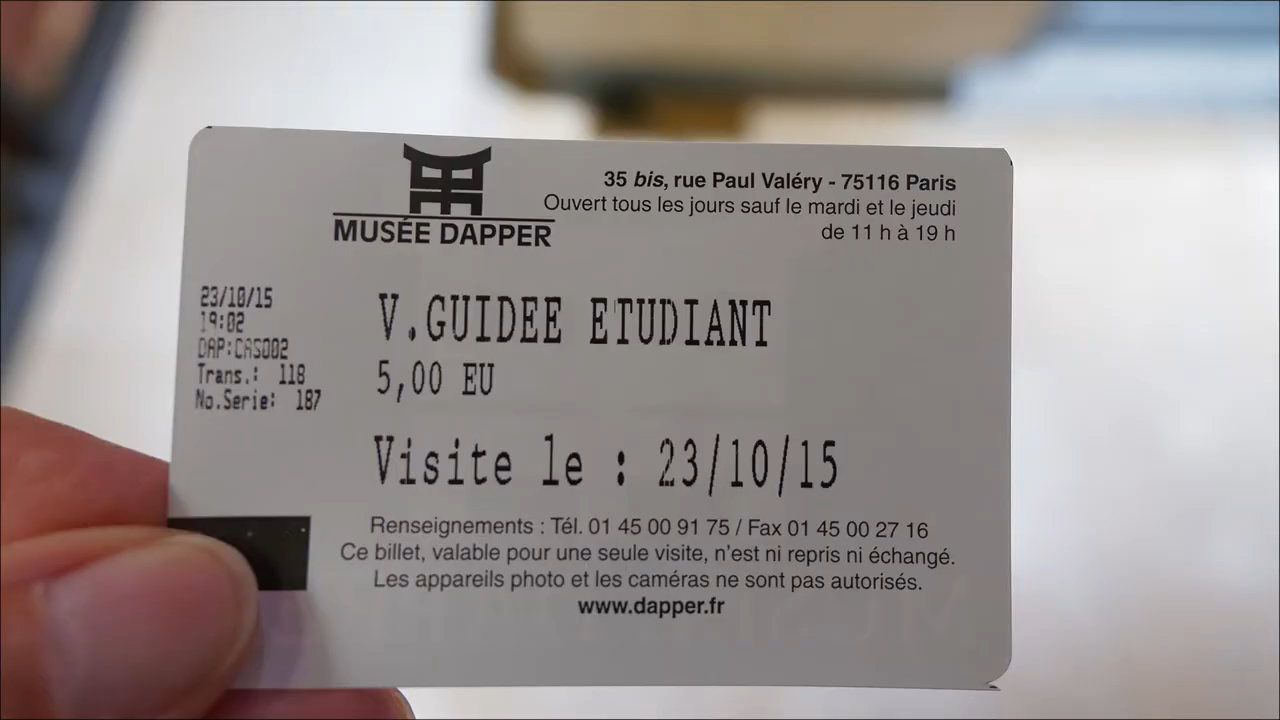 MUSÉE DAPPER
35 bis, rue Paul Valéry - 75116 Paris
Ouvert tous les jours sauf le mardi et le jeudi
de 11 h à 19 h
23/10/15
19:02
DAP:CAS002
Trans.: 118
No.Serie: 187
V.GUIDEE ETUDIANT
5,00 EU
Visite le : 23/10/15
Renseignements : Tél. 01 45 00 91 75 / Fax 01 45 00 27 16
Ce billet, valable pour une seule visite, n'est ni repris ni échangé.
Les appareils photo et les caméras ne sont pas autorisés.
www.dapper.fr